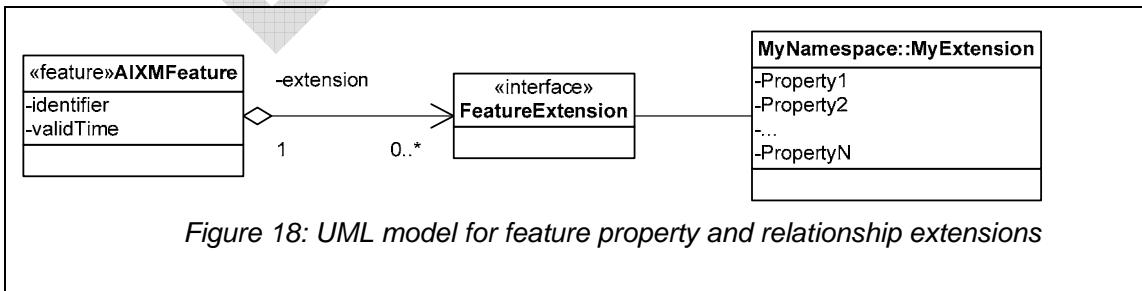 «feature»AIXMFeature
-identifier
-validTime
-extension
1
0..*
«interface»
FeatureExtension
MyNamespace::MyExtension
-Property1
-Property2
-...
-PropertyN
Figure 18: UML model for feature property and relationship extensions